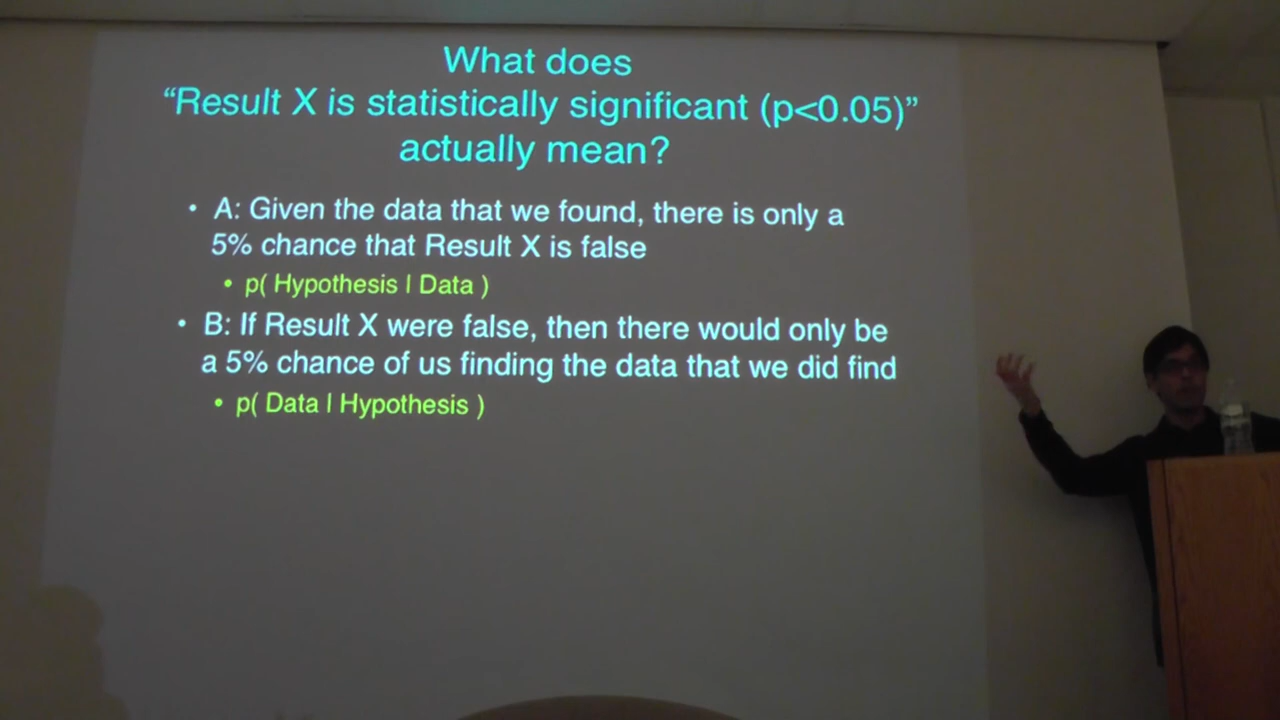 What does
“Result X is statistically significant (p<0.05)”
actually mean?
• A: Given the data that we found, there is only a
5% chance that Result X is false
• p( Hypothesis | Data )
• B: If Result X were false, then there would only be
a 5% chance of us finding the data that we did find
• p( Data | Hypothesis )